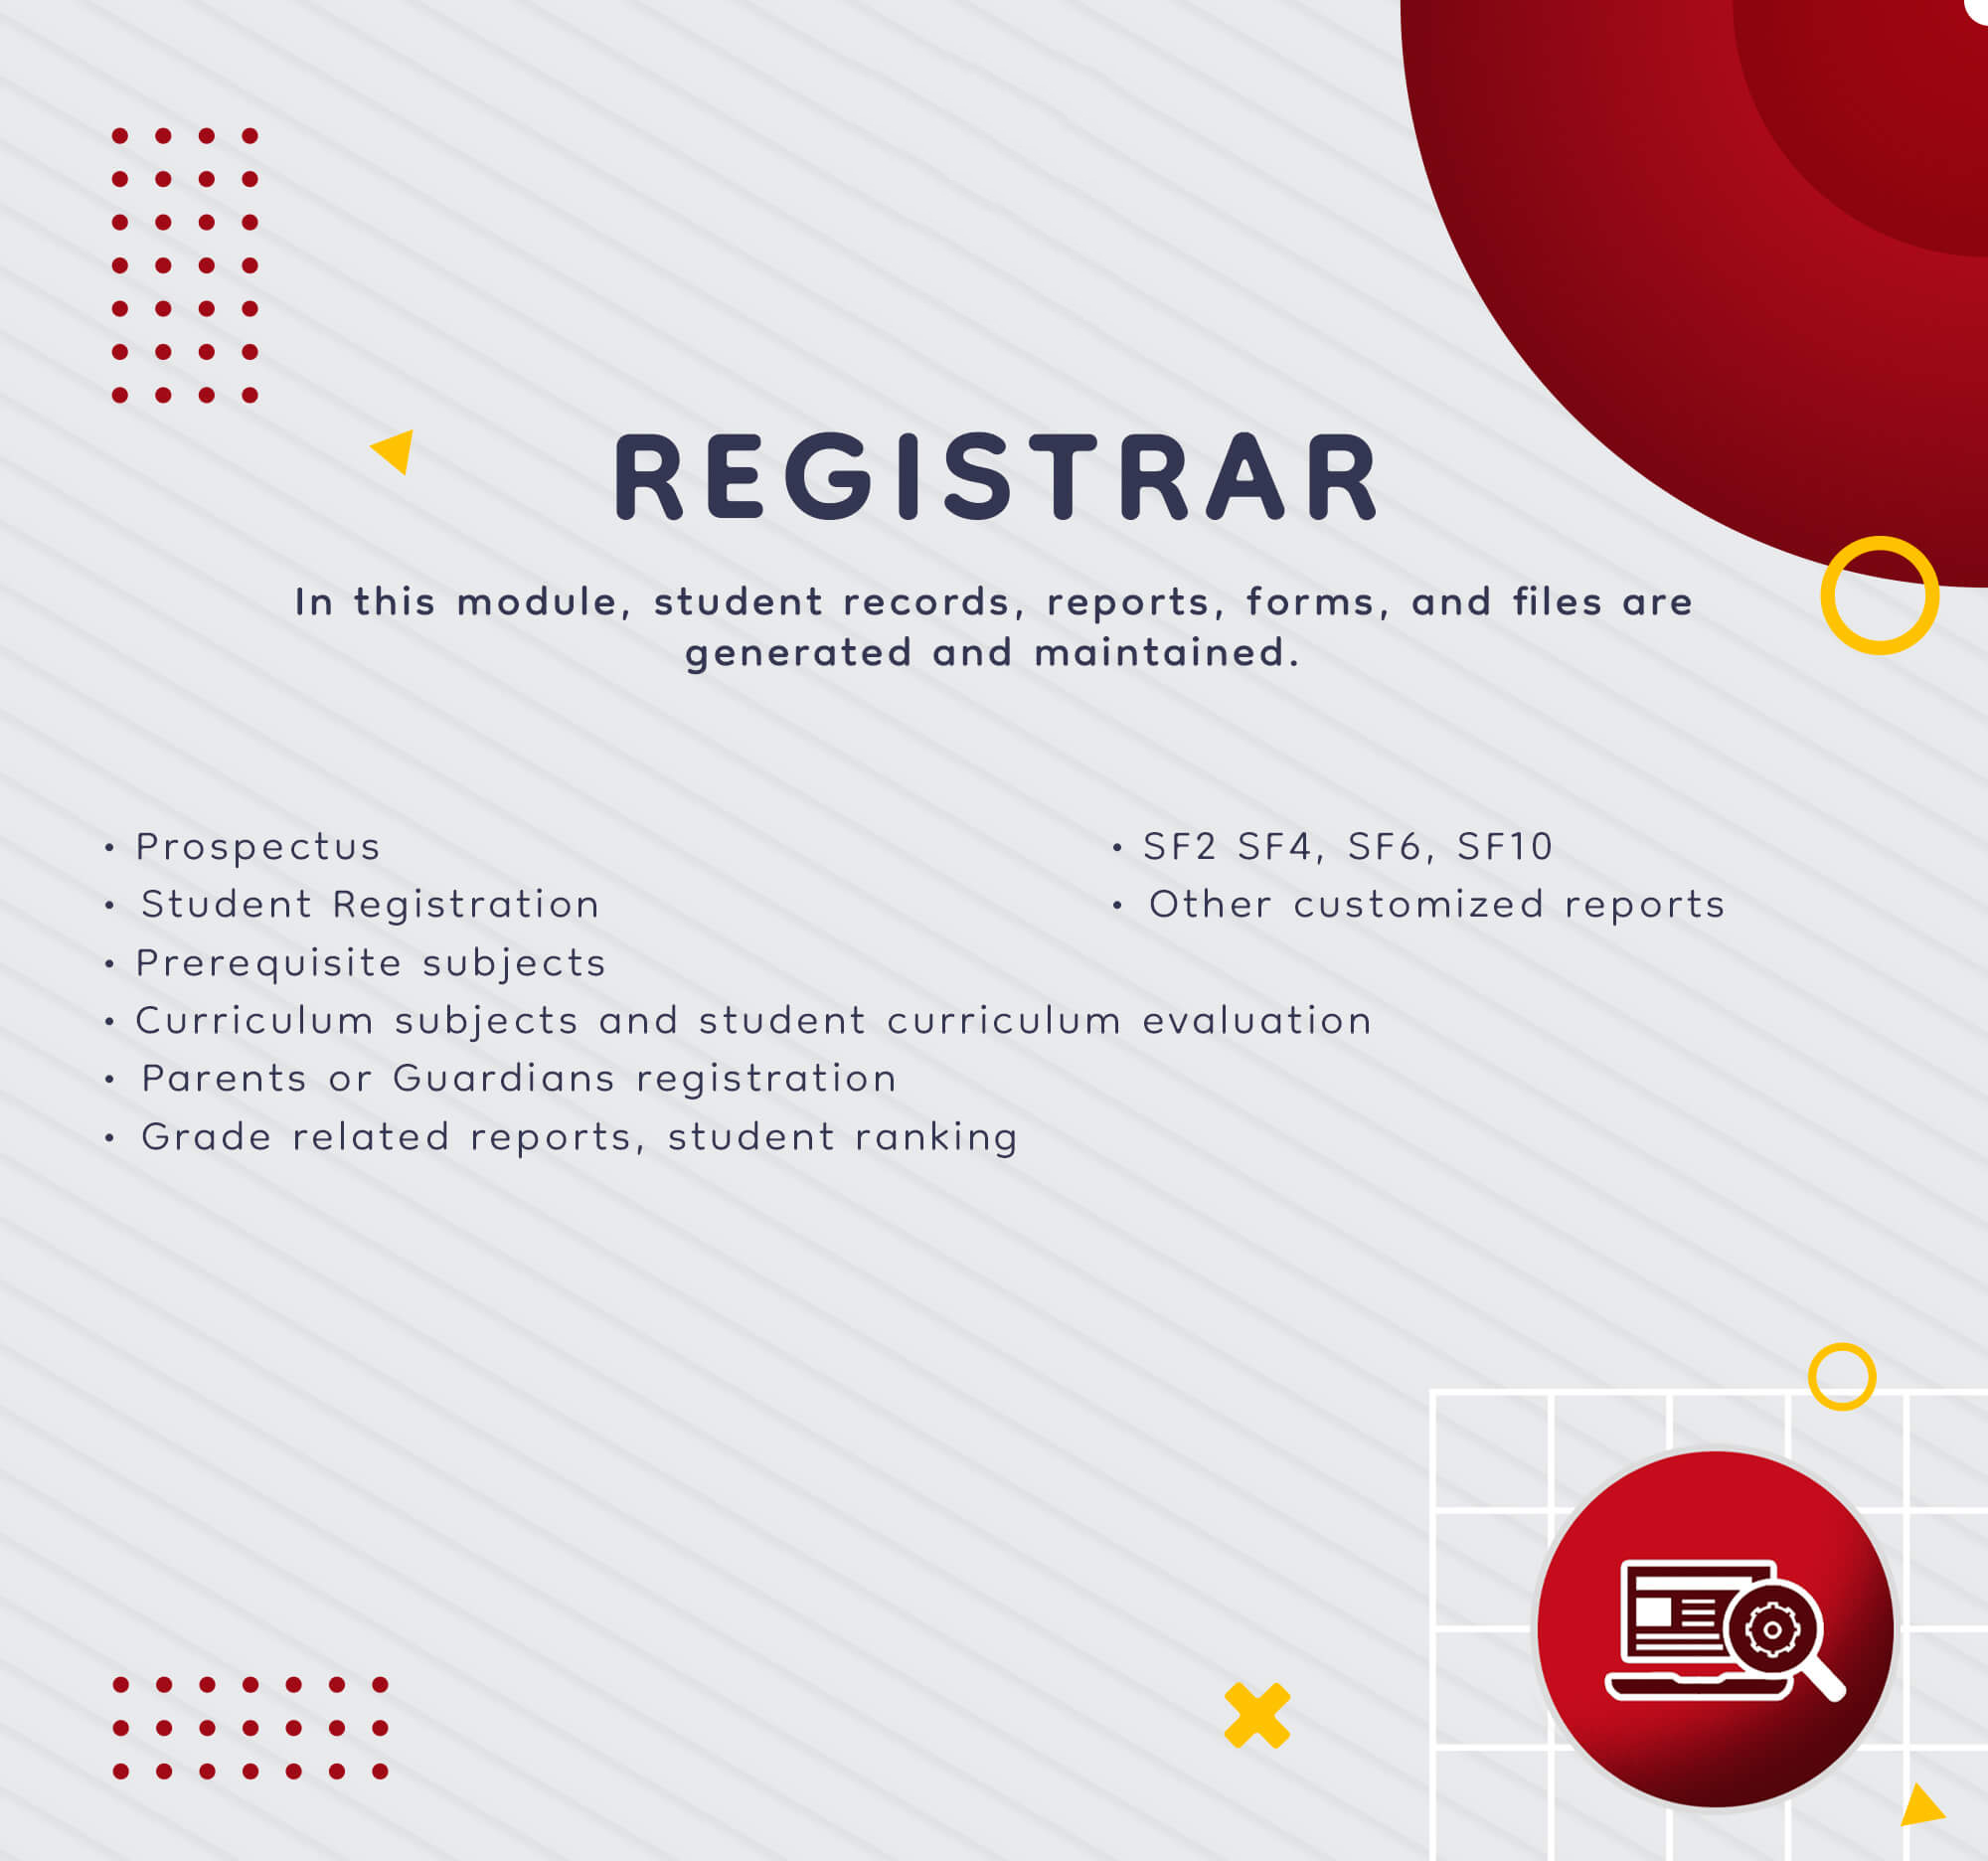 REGISTRAR
In this module, student records, reports, forms, and files are
generated and maintained.
• Prospectus
• Student Registration
• Prerequisite subjects
• Curriculum subjects and student curriculum evaluation
• Parents or Guardians registration
• Grade related reports, student ranking
• SF2 SF4, SF6, SF10
• Other customized reports